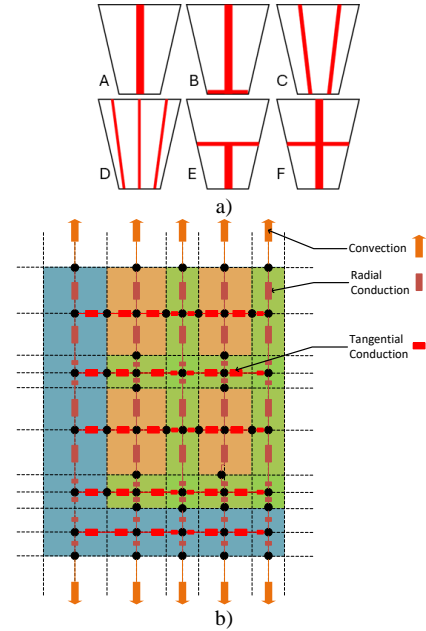 A B C
D E F
a)
Convection
Radial
Conduction
Tangential
Conduction
b)